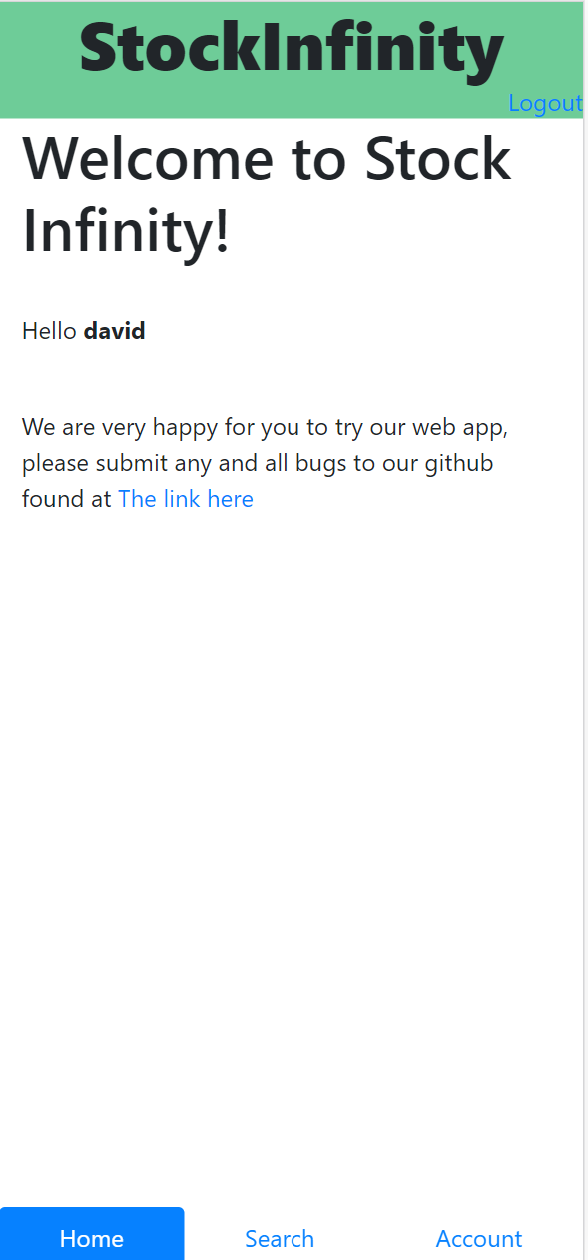 StockInfinity
Logout
Welcome to Stock
Infinity!
Hello david
We are very happy for you to try our web app,
please submit any and all bugs to our github
found at The link here
Home Search Account